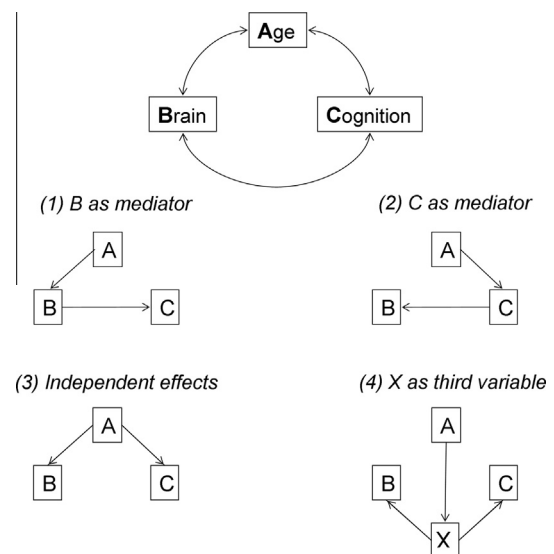 Age
Brain
Cognition
(1) B as mediator
(2) C as mediator
A
A
B
C
B
C
(3) Independent effects
(4) X as third variable
A
A
B
C
B
C
X